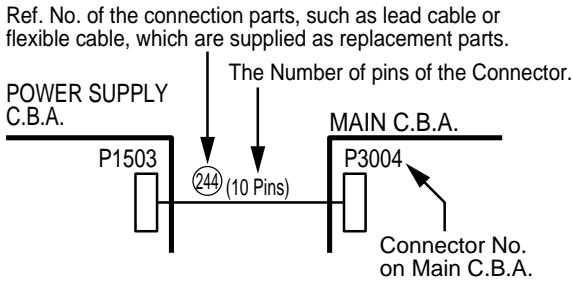 Ref. No. of the connection parts, such as lead cable or
flexible cable, which are supplied as replacement parts.
The Number of pins of the Connector.
POWER SUPPLY
C.B.A.
MAIN C.B.A.
P1503
244 (10 Pins)
P3004
Connector No.
on Main C.B.A.